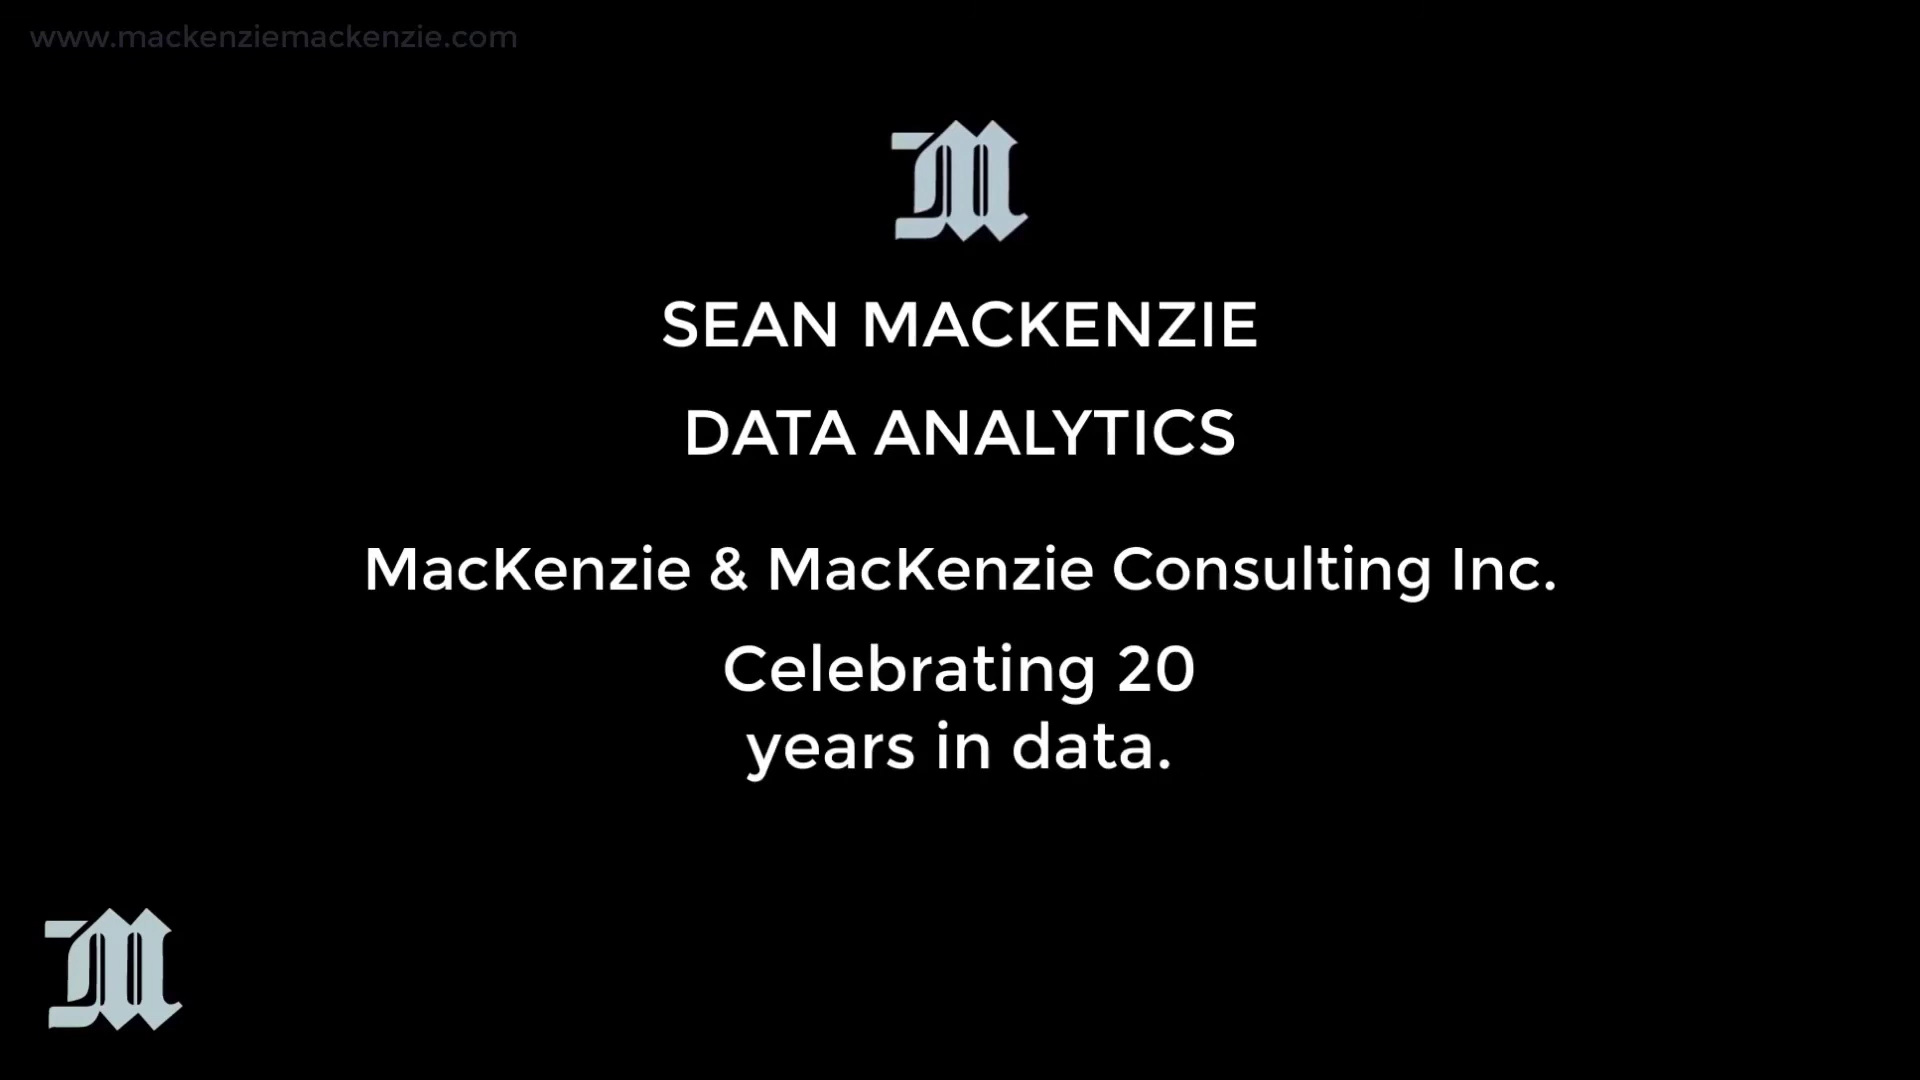 www.mackenziemackenzie.com
M
SEAN MACKENZIE
DATA ANALYTICS
MacKenzie & MacKenzie Consulting Inc.
Celebrating 20
years in data.
M